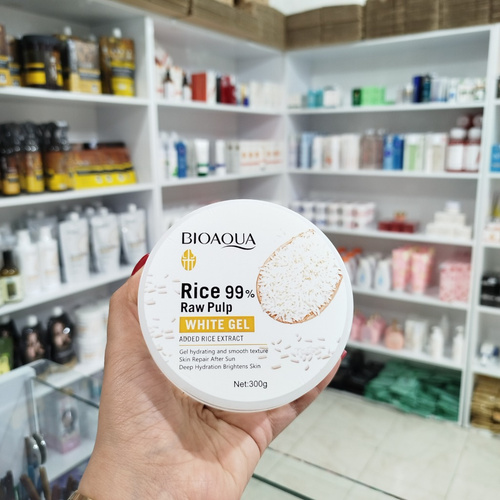 BIOAQUA
Rice 99%
Raw Pulp
WHITE GEL
ADDED RICE EXTRACT
Gel hydrating and smooth texture
Skin Repair After Sun
Deep Hydration Brightens Skin
Net:300g